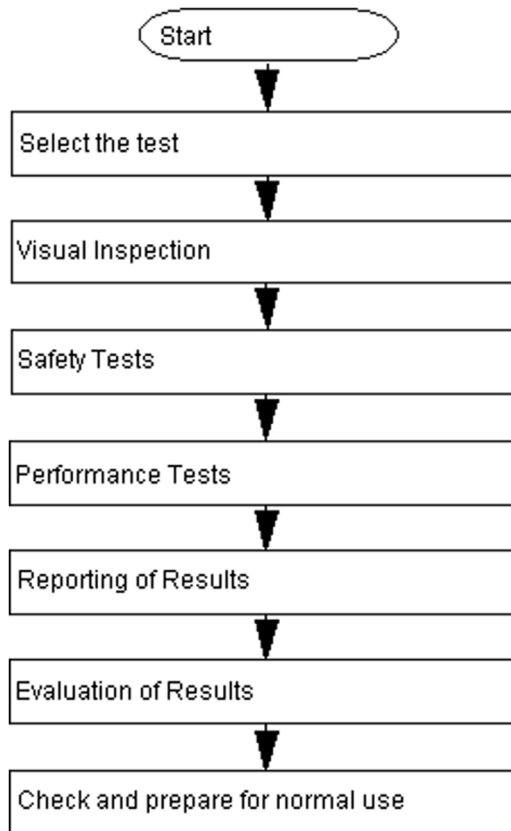 Start
Select the test
Visual Inspection
Safety Tests
Performance Tests
Reporting of Results
Evaluation of Results
Check and prepare for normal use